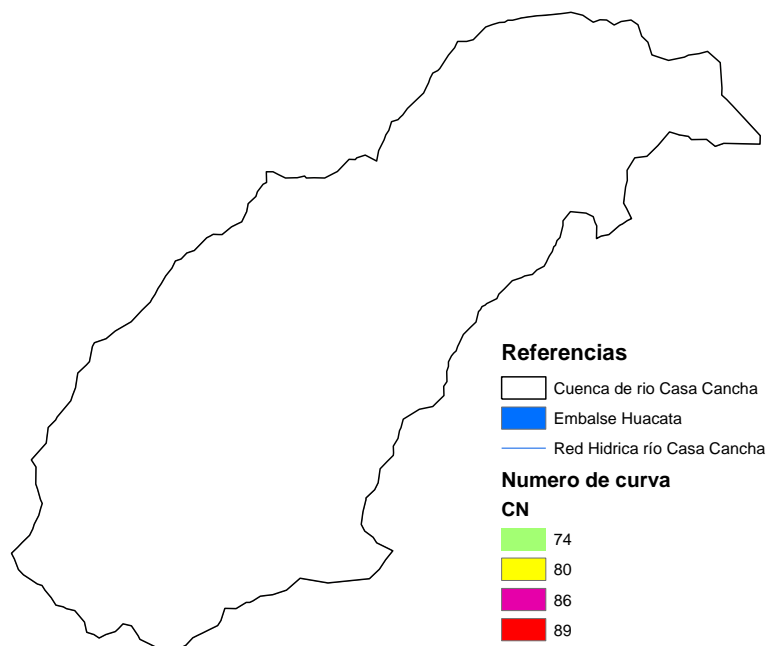 Referencias
Cuenca de rio Casa Cancha
Embalse Huacata
Red Hidrica río Casa Cancha
Numero de curva
CN
74
80
86
89